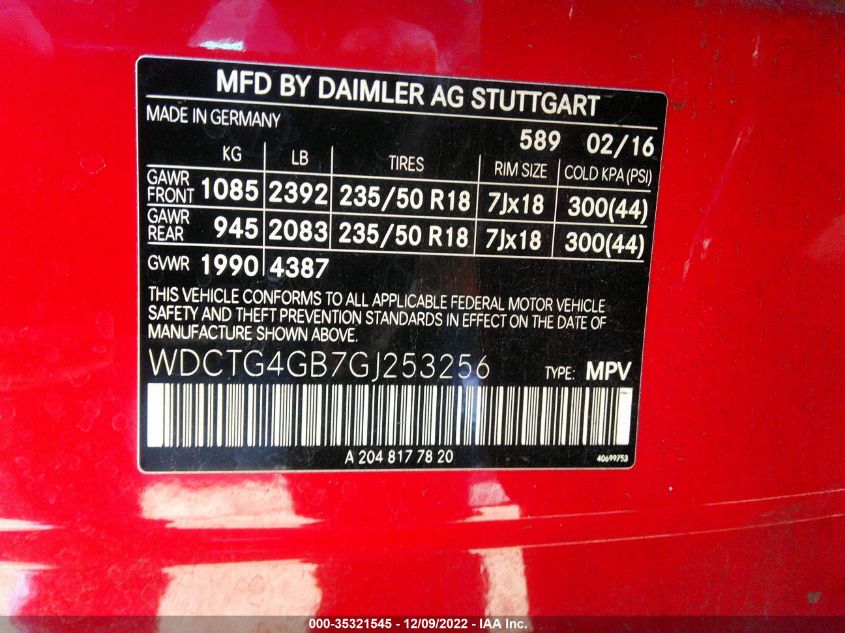 MFD BY DAIMLER AG STUTTGART
MADE IN GERMANY
589 02/16
KG LB TIRES RIM SIZE COLD KPA (PSI)
GAWR FRONT 1085 2392 235/50 R18 7Jx18 300(44)
GAWR REAR 945 2083 235/50 R18 7Jx18 300(44)
GVWR 1990 4387
THIS VEHICLE CONFORMS TO ALL APPLICABLE FEDERAL MOTOR VEHICLE
SAFETY AND THEFT PREVENTION STANDARDS IN EFFECT ON THE DATE OF
MANUFACTURE SHOWN ABOVE.
WDCTG4GB7GJ253256 TYPE: MPV
A 204 817 78 20 40699753
000-35321545 - 12/09/2022 - IAA Inc.